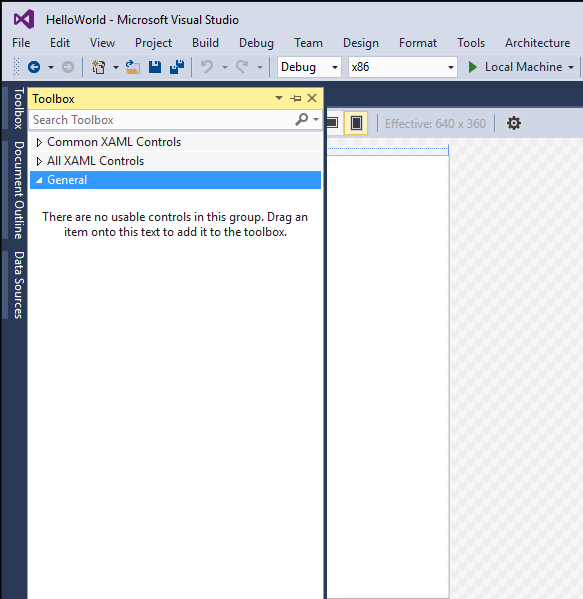 HelloWorld - Microsoft Visual Studio
File Edit View Project Build Debug Team Design Format Tools Architecture
Debug x86 Local Machine
Toolbox
Document Outline
Data Sources
Toolbox
Search Toolbox
Common XAML Controls
All XAML Controls
General
There are no usable controls in this group. Drag an
item onto this text to add it to the toolbox.
Effective: 640 x 360